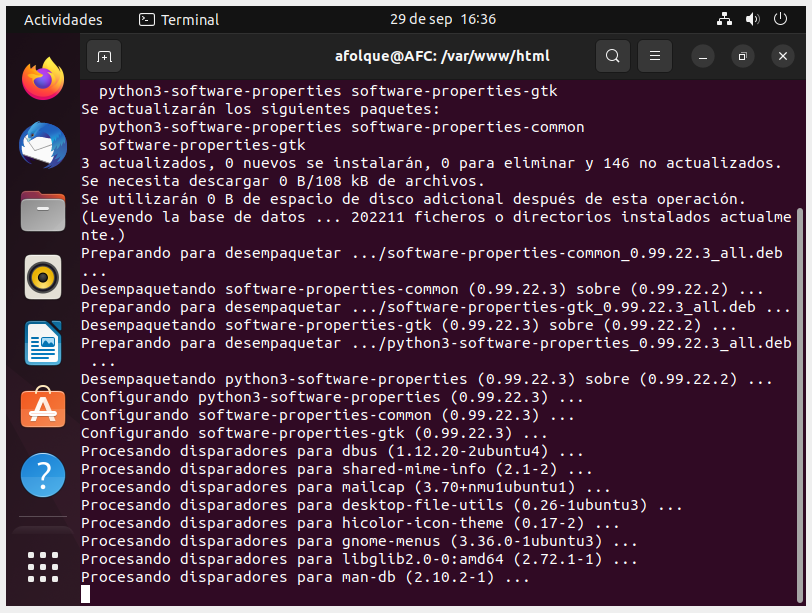 Actividades Terminal 29 de sep 16:36
afolque@AFC: /var/www/html
  python3-software-properties software-properties-gtk
Se actualizarán los siguientes paquetes:
  python3-software-properties software-properties-common
  software-properties-gtk
3 actualizados, 0 nuevos se instalarán, 0 para eliminar y 146 no actualizados.
Se necesita descargar 0 B/108 kB de archivos.
Se utilizarán 0 B de espacio de disco adicional después de esta operación.
(Leyendo la base de datos ... 202211 ficheros o directorios instalados actualme
nte.)
Preparando para desempaquetar .../software-properties-common_0.99.22.3_all.deb
...
Desempaquetando software-properties-common (0.99.22.3) sobre (0.99.22.2) ...
Preparando para desempaquetar .../software-properties-gtk_0.99.22.3_all.deb ...
Desempaquetando software-properties-gtk (0.99.22.3) sobre (0.99.22.2) ...
Preparando para desempaquetar .../python3-software-properties_0.99.22.3_all.deb
 ...
Desempaquetando python3-software-properties (0.99.22.3) sobre (0.99.22.2) ...
Configurando python3-software-properties (0.99.22.3) ...
Configurando software-properties-common (0.99.22.3) ...
Configurando software-properties-gtk (0.99.22.3) ...
Procesando disparadores para dbus (1.12.20-2ubuntu4) ...
Procesando disparadores para shared-mime-info (2.1-2) ...
Procesando disparadores para mailcap (3.70+nmu1ubuntu1) ...
Procesando disparadores para desktop-file-utils (0.26-1ubuntu3) ...
Procesando disparadores para hicolor-icon-theme (0.17-2) ...
Procesando disparadores para gnome-menus (3.36.0-1ubuntu3) ...
Procesando disparadores para libglib2.0-0:amd64 (2.72.1-1) ...
Procesando disparadores para man-db (2.10.2-1) ...